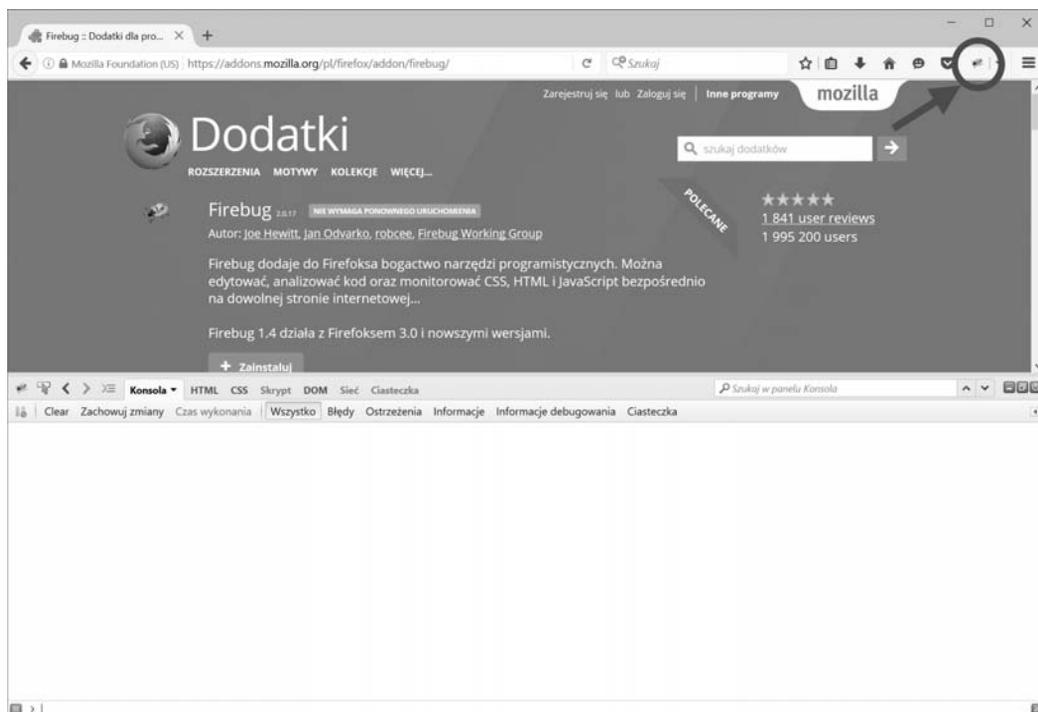 Firebug :: Dodatki dla pro...
Mozilla Foundation (US) https://addons.mozilla.org/pl/firefox/addon/firebug/ Szukaj
Zarejestruj się lub Zaloguj się Inne programy mozilla
Dodatki
szukaj dodatków
ROZSZERZENIA MOTYWY KOLEKCJE WIĘCEJ...
POLECANE
Firebug 2.0.17 NIE WYMAGA PONOWNEGO URUCHOMIENIA
1 841 user reviews
Autor: Joe Hewitt, Jan Odvarko, robcee, Firebug Working Group
1 995 200 users
Firebug dodaje do Firefoksa bogactwo narzędzi programistycznych. Można
edytować, analizować kod oraz monitorować CSS, HTML i JavaScript bezpośrednio
na dowolnej stronie internetowej...
Firebug 1.4 działa z Firefoksem 3.0 i nowszymi wersjami.
+ Zainstaluj
Konsola HTML CSS Skrypt DOM Sieć Ciasteczka Szukaj w panelu Konsola
Clear Zachowuj zmiany Czas wykonania Wszystko Błędy Ostrzeżenia Informacje Informacje debugowania Ciasteczka